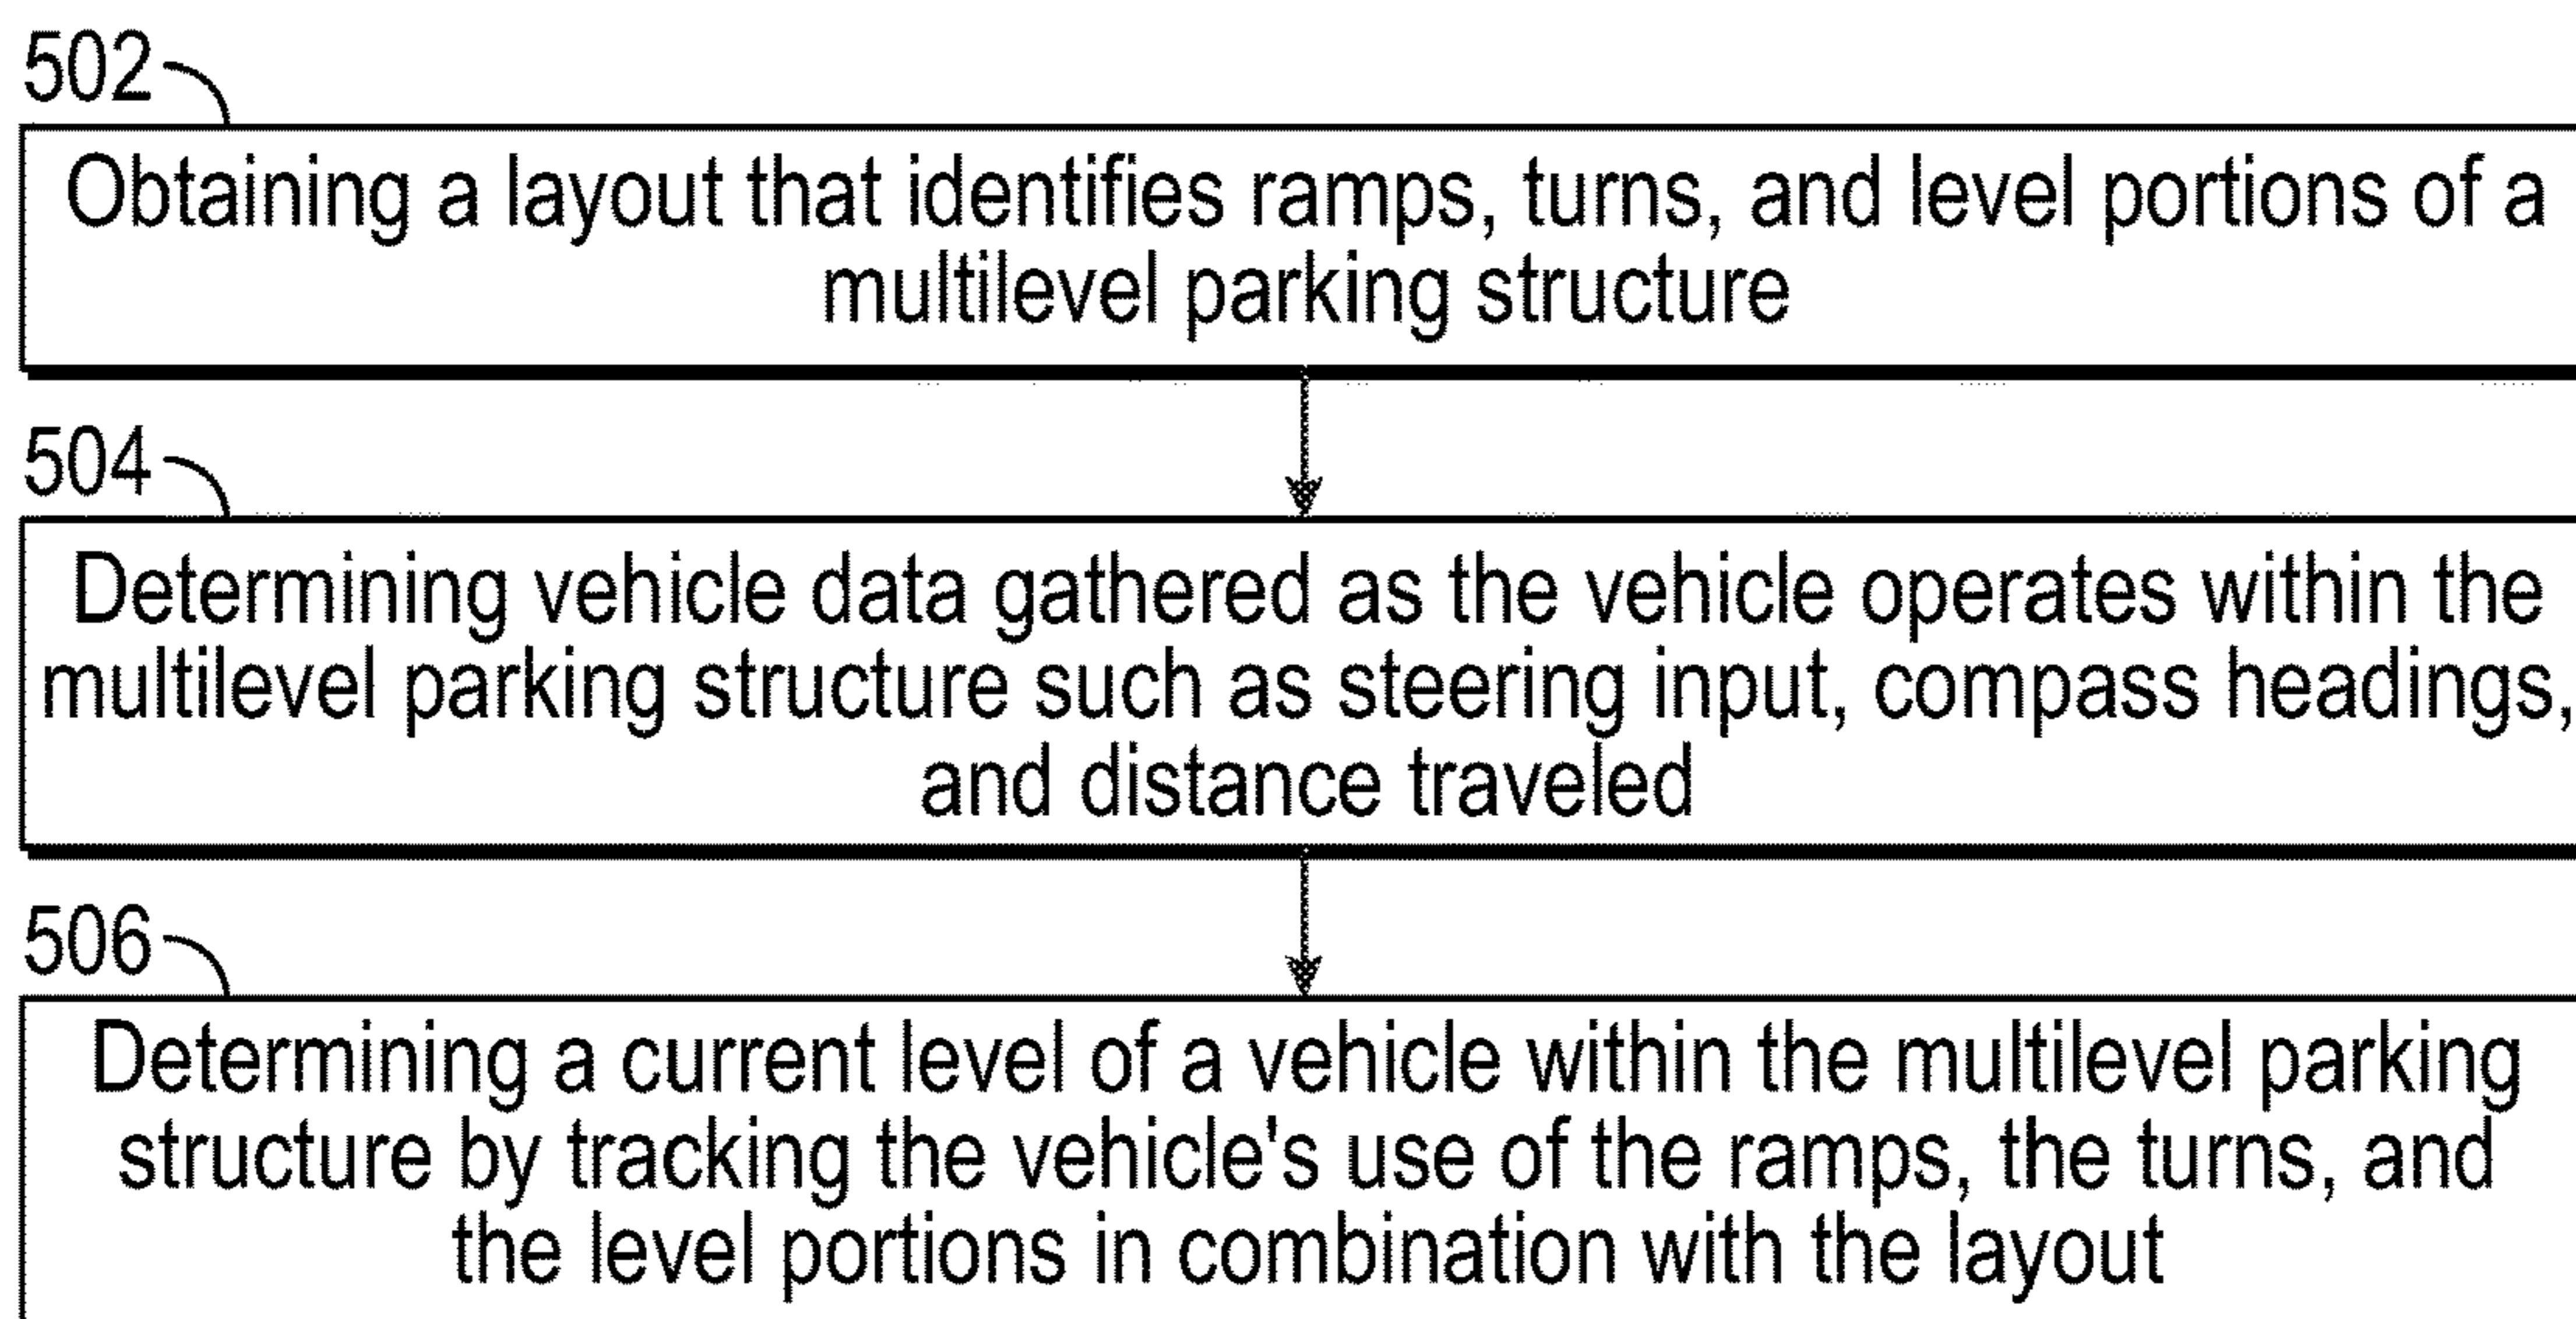 502
Obtaining a layout that identifies ramps, turns, and level portions of a
multilevel parking structure
504
Determining vehicle data gathered as the vehicle operates within the
multilevel parking structure such as steering input, compass headings,
and distance traveled
506
Determining a current level of a vehicle within the multilevel parking
structure by tracking the vehicle's use of the ramps, the turns, and
the level portions in combination with the layout